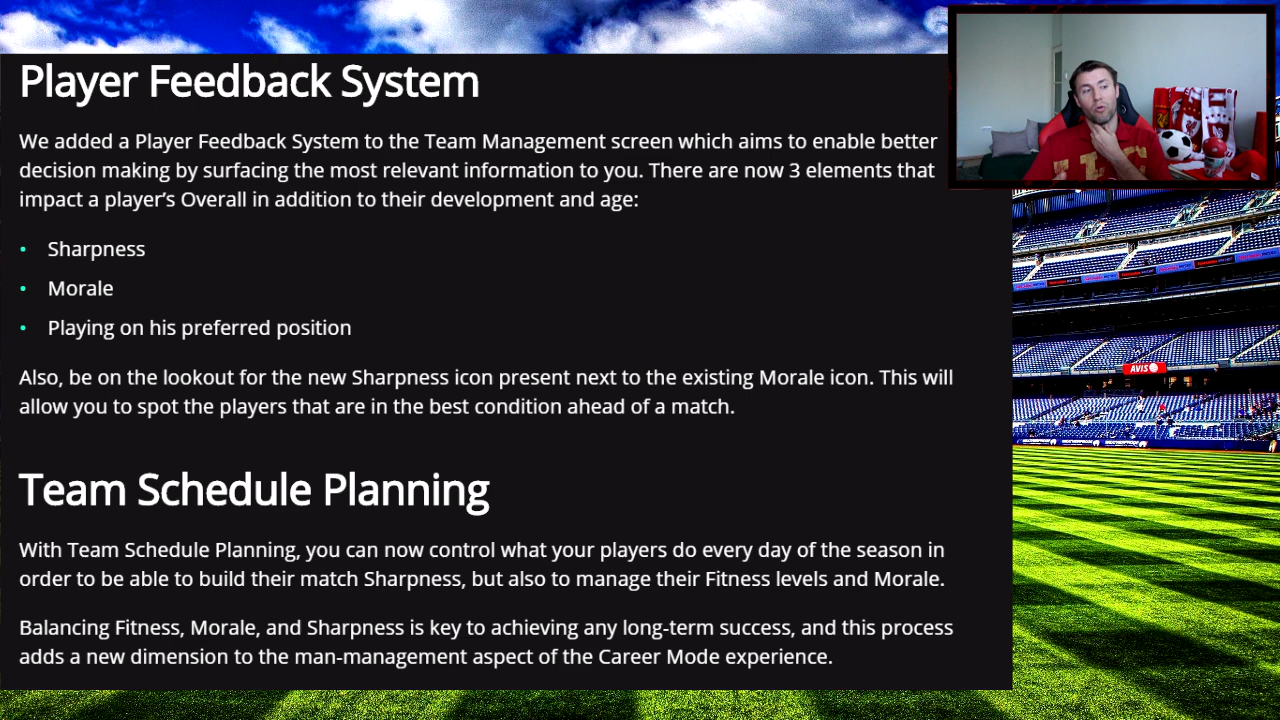 Player Feedback System
We added a Player Feedback System to the Team Management screen which aims to enable better
decision making by surfacing the most relevant information to you. There are now 3 elements that
impact a player’s Overall in addition to their development and age:
• Sharpness
• Morale
• Playing on his preferred position
Also, be on the lookout for the new Sharpness icon present next to the existing Morale icon. This will
allow you to spot the players that are in the best condition ahead of a match.
AVIS
Team Schedule Planning
With Team Schedule Planning, you can now control what your players do every day of the season in
order to be able to build their match Sharpness, but also to manage their Fitness levels and Morale.
Balancing Fitness, Morale, and Sharpness is key to achieving any long-term success, and this process
adds a new dimension to the man-management aspect of the Career Mode experience.